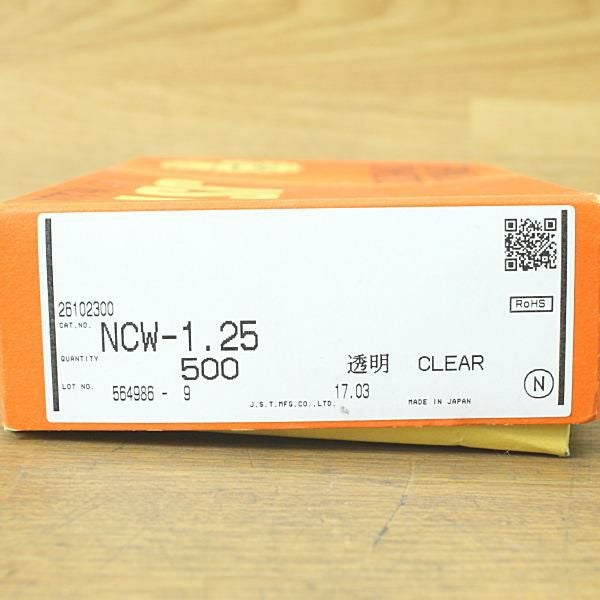 RoHS
26102300
CAT.NO. NCW-1.25
QUANTITY 500 透明 CLEAR
N
LOT NO. 564986 - 9 17.03
J.S.T.MFG.CO.,LTD. MADE IN JAPAN